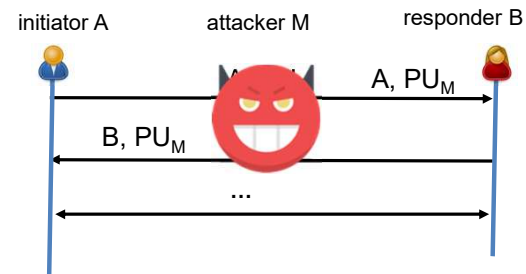 initiator A
attacker M
responder B
A, PU_M
B, PU_M
...